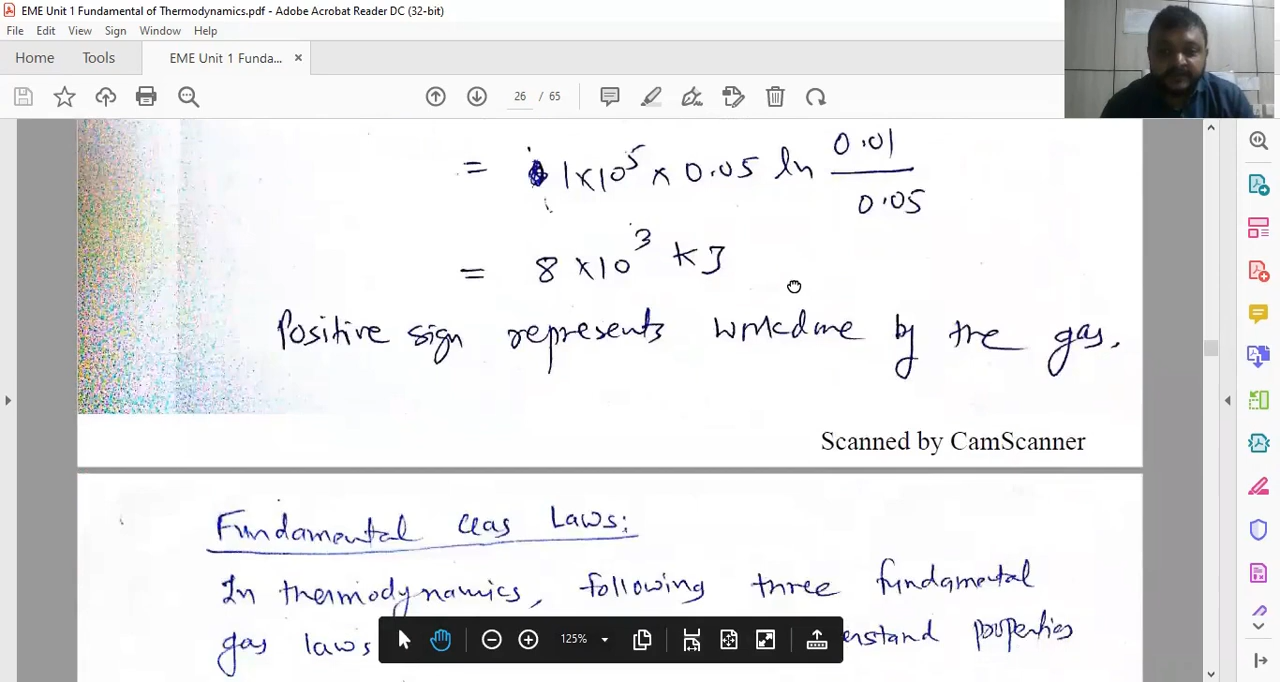 EME Unit 1 Fundamental of Thermodynamics.pdf - Adobe Acrobat Reader DC (32-bit)
File Edit View Sign Window Help
Home Tools EME Unit 1 Funda... ×
26 / 65
= 1×10⁵ × 0.05 ln 0.01 / 0.05
= 8×10³ KJ
Positive sign represents workdone by the gas.
Scanned by CamScanner
Fundamental Gas Laws:
In thermodynamics, following three fundamental
gas laws erstand properties
125%